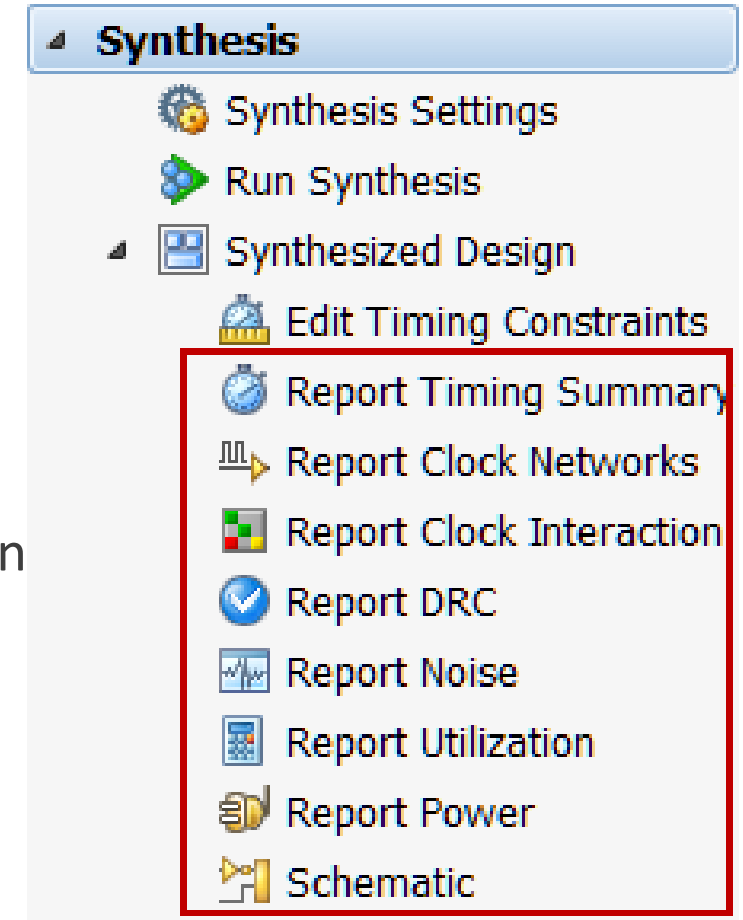 Synthesis
Synthesis Settings
Run Synthesis
Synthesized Design
Edit Timing Constraints
Report Timing Summary
Report Clock Networks
Report Clock Interaction
n
Report DRC
Report Noise
Report Utilization
Report Power
Schematic